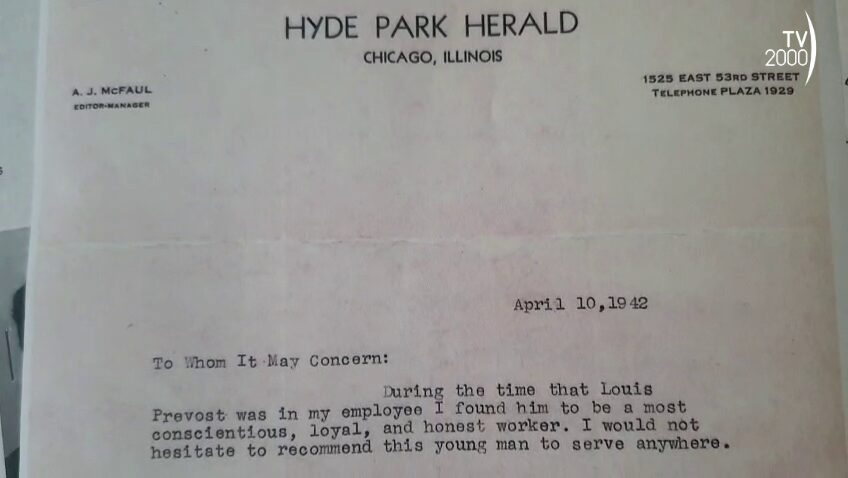 HYDE PARK HERALD
CHICAGO, ILLINOIS
TV
2000
A. J. McFAUL
EDITOR-MANAGER
1525 EAST 53RD STREET
TELEPHONE PLAZA 1929
April 10,1942
To Whom It May Concern:
During the time that Louis
Prevost was in my employee I found him to be a most
conscientious, loyal, and honest worker. I would not
hesitate to recommend this young man to serve anywhere.